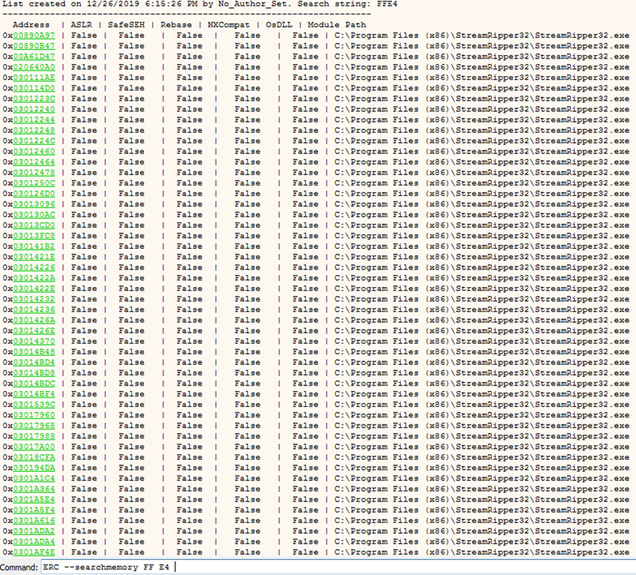 List created on 12/26/2019 6:15:26 PM by No_Author_Set. Search string: FFE4
----------------------------------------------------------------------
Address | ASLR | SafeSEH | Rebase | NXCompat | OsDLL | Module Path
0x00890A97 | False | False | False | False | False | C:\Program Files (x86)\StreamRipper32\StreamRipper32.exe
0x00890B47 | False | False | False | False | False | C:\Program Files (x86)\StreamRipper32\StreamRipper32.exe
0x00A61D47 | False | False | False | False | False | C:\Program Files (x86)\StreamRipper32\StreamRipper32.exe
0x020640A0 | False | False | False | False | False | C:\Program Files (x86)\StreamRipper32\StreamRipper32.exe
0x030111AE | False | False | False | False | False | C:\Program Files (x86)\StreamRipper32\StreamRipper32.exe
0x030114D0 | False | False | False | False | False | C:\Program Files (x86)\StreamRipper32\StreamRipper32.exe
0x0301223C | False | False | False | False | False | C:\Program Files (x86)\StreamRipper32\StreamRipper32.exe
0x03012240 | False | False | False | False | False | C:\Program Files (x86)\StreamRipper32\StreamRipper32.exe
0x03012244 | False | False | False | False | False | C:\Program Files (x86)\StreamRipper32\StreamRipper32.exe
0x03012248 | False | False | False | False | False | C:\Program Files (x86)\StreamRipper32\StreamRipper32.exe
0x0301224C | False | False | False | False | False | C:\Program Files (x86)\StreamRipper32\StreamRipper32.exe
0x03012460 | False | False | False | False | False | C:\Program Files (x86)\StreamRipper32\StreamRipper32.exe
0x03012464 | False | False | False | False | False | C:\Program Files (x86)\StreamRipper32\StreamRipper32.exe
0x03012478 | False | False | False | False | False | C:\Program Files (x86)\StreamRipper32\StreamRipper32.exe
0x0301250C | False | False | False | False | False | C:\Program Files (x86)\StreamRipper32\StreamRipper32.exe
0x030126D0 | False | False | False | False | False | C:\Program Files (x86)\StreamRipper32\StreamRipper32.exe
0x03013096 | False | False | False | False | False | C:\Program Files (x86)\StreamRipper32\StreamRipper32.exe
0x030130AC | False | False | False | False | False | C:\Program Files (x86)\StreamRipper32\StreamRipper32.exe
0x03013CD0 | False | False | False | False | False | C:\Program Files (x86)\StreamRipper32\StreamRipper32.exe
0x03013FC8 | False | False | False | False | False | C:\Program Files (x86)\StreamRipper32\StreamRipper32.exe
0x030141B2 | False | False | False | False | False | C:\Program Files (x86)\StreamRipper32\StreamRipper32.exe
0x0301421E | False | False | False | False | False | C:\Program Files (x86)\StreamRipper32\StreamRipper32.exe
0x03014226 | False | False | False | False | False | C:\Program Files (x86)\StreamRipper32\StreamRipper32.exe
0x0301422A | False | False | False | False | False | C:\Program Files (x86)\StreamRipper32\StreamRipper32.exe
0x0301422E | False | False | False | False | False | C:\Program Files (x86)\StreamRipper32\StreamRipper32.exe
0x03014232 | False | False | False | False | False | C:\Program Files (x86)\StreamRipper32\StreamRipper32.exe
0x03014236 | False | False | False | False | False | C:\Program Files (x86)\StreamRipper32\StreamRipper32.exe
0x0301426A | False | False | False | False | False | C:\Program Files (x86)\StreamRipper32\StreamRipper32.exe
0x0301426E | False | False | False | False | False | C:\Program Files (x86)\StreamRipper32\StreamRipper32.exe
0x03014370 | False | False | False | False | False | C:\Program Files (x86)\StreamRipper32\StreamRipper32.exe
0x03014B48 | False | False | False | False | False | C:\Program Files (x86)\StreamRipper32\StreamRipper32.exe
0x03014BD4 | False | False | False | False | False | C:\Program Files (x86)\StreamRipper32\StreamRipper32.exe
0x03014BD8 | False | False | False | False | False | C:\Program Files (x86)\StreamRipper32\StreamRipper32.exe
0x03014BDC | False | False | False | False | False | C:\Program Files (x86)\StreamRipper32\StreamRipper32.exe
0x03014BF4 | False | False | False | False | False | C:\Program Files (x86)\StreamRipper32\StreamRipper32.exe
0x0301539C | False | False | False | False | False | C:\Program Files (x86)\StreamRipper32\StreamRipper32.exe
0x03017960 | False | False | False | False | False | C:\Program Files (x86)\StreamRipper32\StreamRipper32.exe
0x03017968 | False | False | False | False | False | C:\Program Files (x86)\StreamRipper32\StreamRipper32.exe
0x03017988 | False | False | False | False | False | C:\Program Files (x86)\StreamRipper32\StreamRipper32.exe
0x03017A00 | False | False | False | False | False | C:\Program Files (x86)\StreamRipper32\StreamRipper32.exe
0x03018CFA | False | False | False | False | False | C:\Program Files (x86)\StreamRipper32\StreamRipper32.exe
0x030194DA | False | False | False | False | False | C:\Program Files (x86)\StreamRipper32\StreamRipper32.exe
0x0301A1C4 | False | False | False | False | False | C:\Program Files (x86)\StreamRipper32\StreamRipper32.exe
0x0301A364 | False | False | False | False | False | C:\Program Files (x86)\StreamRipper32\StreamRipper32.exe
0x0301A5E4 | False | False | False | False | False | C:\Program Files (x86)\StreamRipper32\StreamRipper32.exe
0x0301A5F4 | False | False | False | False | False | C:\Program Files (x86)\StreamRipper32\StreamRipper32.exe
0x0301A616 | False | False | False | False | False | C:\Program Files (x86)\StreamRipper32\StreamRipper32.exe
0x0301ADA2 | False | False | False | False | False | C:\Program Files (x86)\StreamRipper32\StreamRipper32.exe
0x0301ADA4 | False | False | False | False | False | C:\Program Files (x86)\StreamRipper32\StreamRipper32.exe
0x0301AF4E | False | False | False | False | False | C:\Program Files (x86)\StreamRipper32\StreamRipper32.exe
Command: ERC --searchmemory FF E4